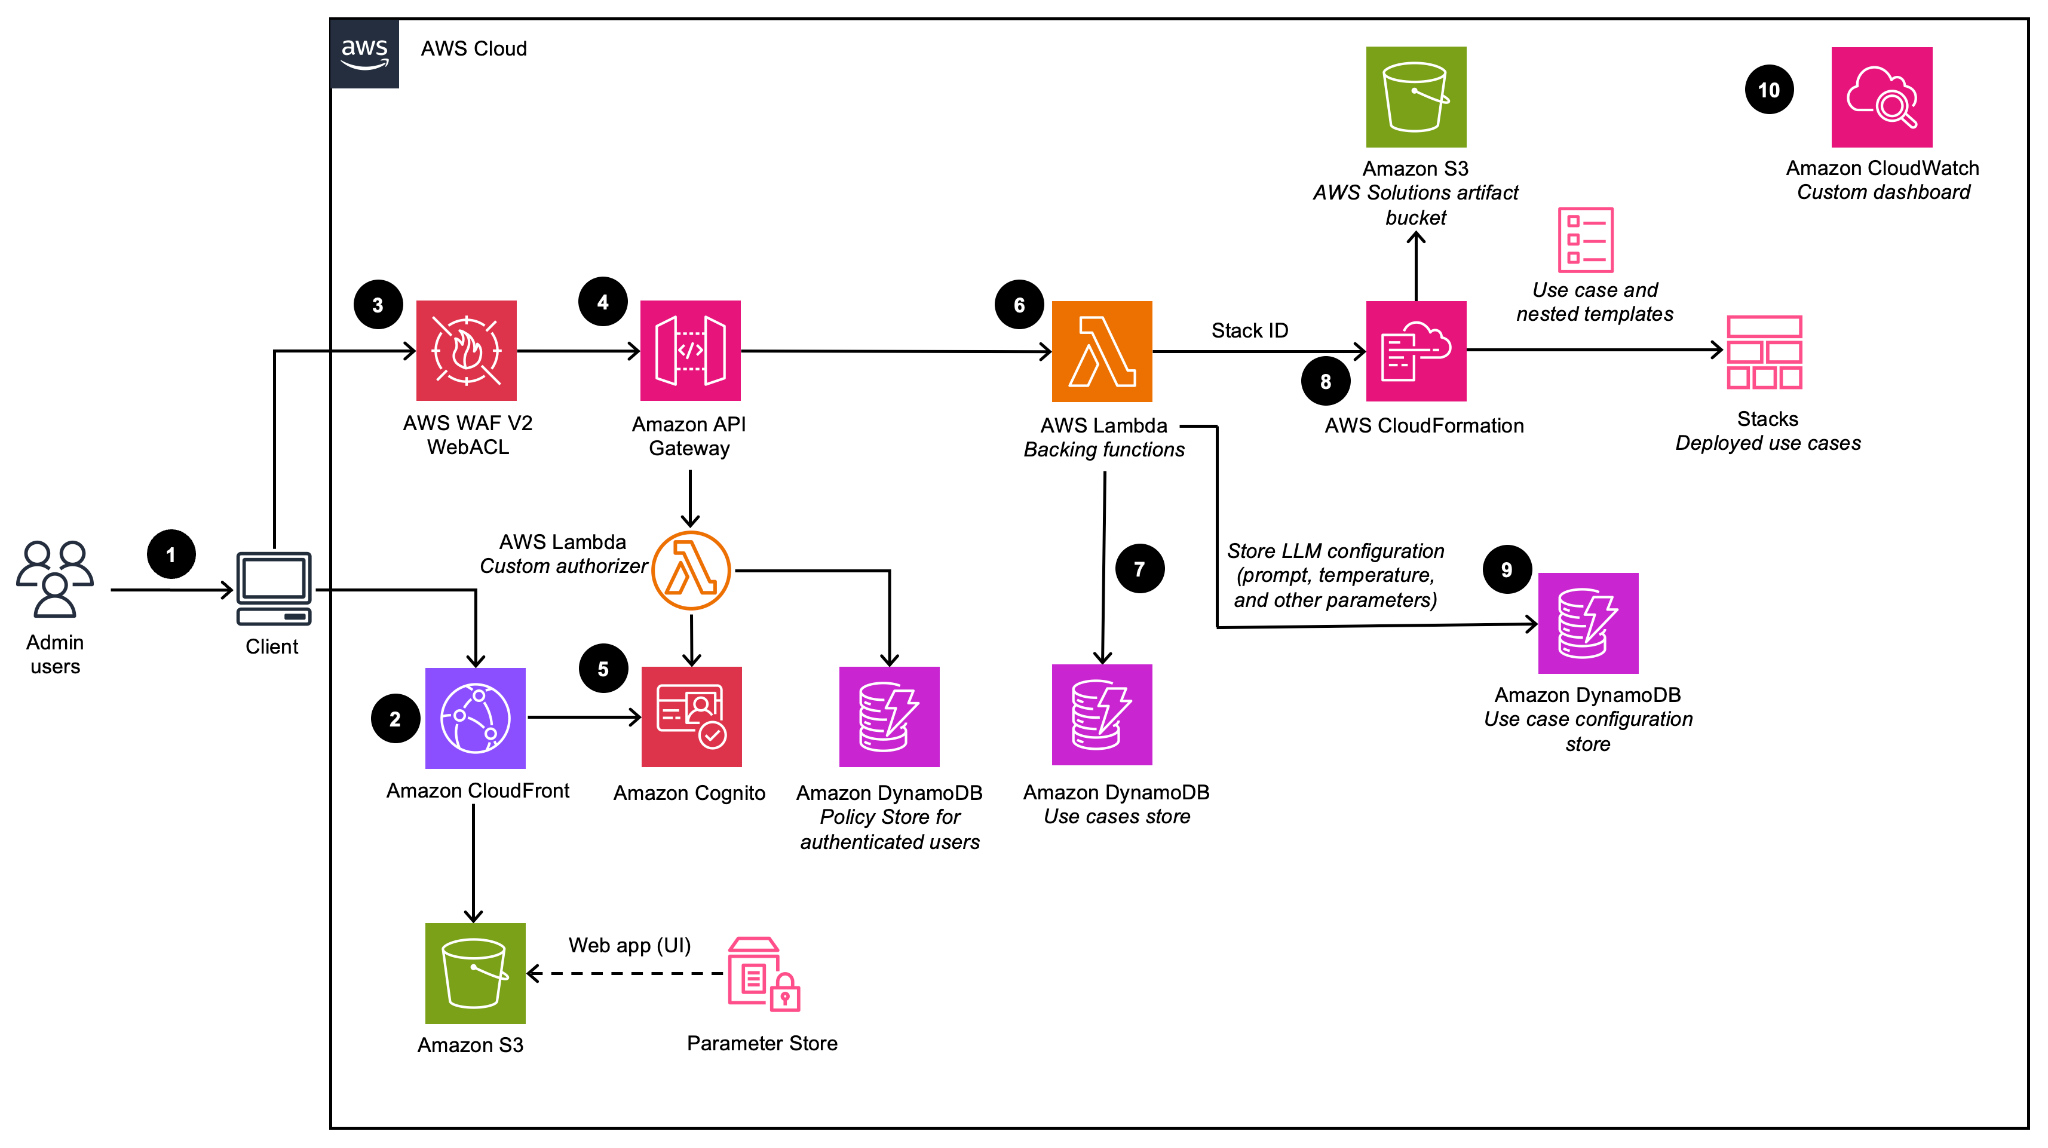 aws
AWS Cloud
10
Amazon S3
AWS Solutions artifact
bucket
Amazon CloudWatch
Custom dashboard
3
4
6
Use case and
nested templates
Stack ID
8
AWS WAF V2
WebACL
Amazon API
Gateway
AWS Lambda
Backing functions
AWS CloudFormation
Stacks
Deployed use cases
1
AWS Lambda
Custom authorizer
7
Store LLM configuration
(prompt, temperature,
and other parameters)
9
Admin
users
Client
5
2
Amazon DynamoDB
Use case configuration
store
Amazon CloudFront
Amazon Cognito
Amazon DynamoDB
Policy Store for
authenticated users
Amazon DynamoDB
Use cases store
Web app (UI)
Amazon S3
Parameter Store